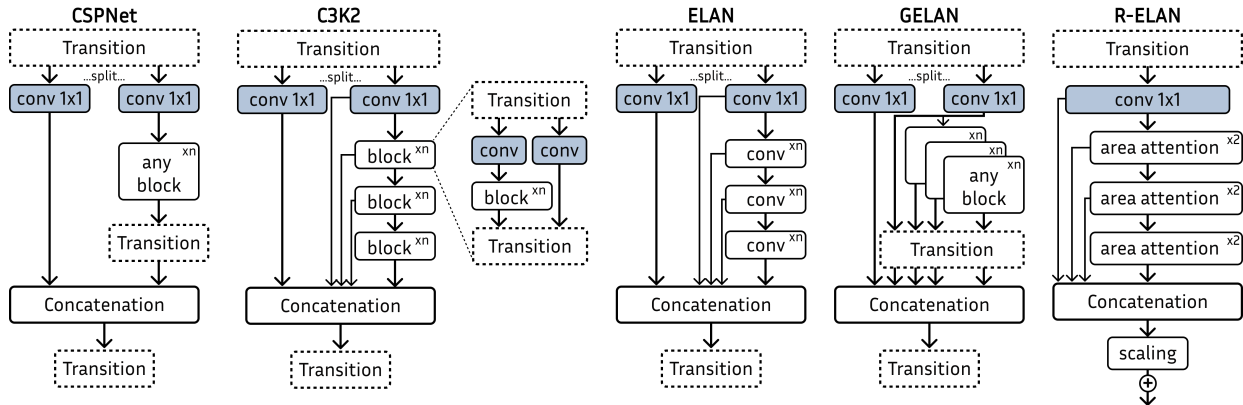 CSPNet
Transition
...split...
conv 1x1
conv 1x1
any
block
xn
Transition
Concatenation
Transition
C3K2
Transition
...split...
conv 1x1
conv 1x1
block xn
block xn
block xn
Concatenation
Transition
Transition
conv
conv
block xn
Transition
ELAN
Transition
...split...
conv 1x1
conv 1x1
conv xn
conv xn
conv xn
Concatenation
Transition
GELAN
Transition
...split...
conv 1x1
conv 1x1
xn
xn
xn
any
block
Transition
Concatenation
Transition
R-ELAN
Transition
conv 1x1
area attention x2
area attention x2
area attention x2
Concatenation
scaling
+